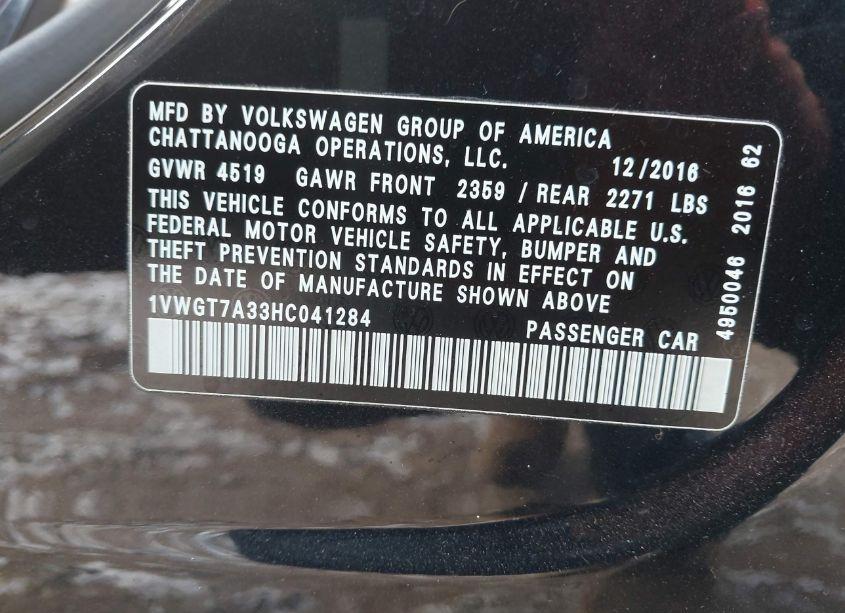 MFD BY VOLKSWAGEN GROUP OF AMERICA
CHATTANOOGA OPERATIONS, LLC. 12/2016
GVWR 4519 GAWR FRONT 2359 / REAR 2271 LBS
THIS VEHICLE CONFORMS TO ALL APPLICABLE U.S.
FEDERAL MOTOR VEHICLE SAFETY, BUMPER AND
THEFT PREVENTION STANDARDS IN EFFECT ON
THE DATE OF MANUFACTURE SHOWN ABOVE
1VWGT7A33HC041284 PASSENGER CAR
4950046 2016 62